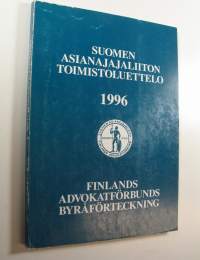 SUOMEN
ASIANAJAJALIITON
TOIMISTOLUETTELO
1996
FINLANDS
ADVOKATFÖRBUNDS
BYRÅFÖRTECKNING